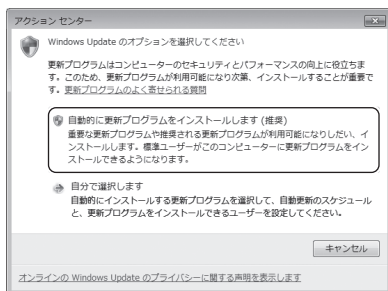 アクション センター
Windows Update のオプションを選択してください
更新プログラムはコンピューターのセキュリティとパフォーマンスの向上に役立ちま
す。このため、更新プログラムが利用可能になり次第、インストールすることが重要で
す。更新プログラムのよく寄せられる質問
自動的に更新プログラムをインストールします (推奨)
重要な更新プログラムや推奨される更新プログラムが利用可能になりしだい、イ
ンストールします。標準ユーザーがこのコンピューターに更新プログラムをイン
ストールできるようになります。
自分で選択します
自動的にインストールする更新プログラムを選択して、自動更新のスケジュール
と、更新プログラムをインストールできるユーザーを設定してください。
キャンセル
オンラインの Windows Update のプライバシーに関する声明を表示します